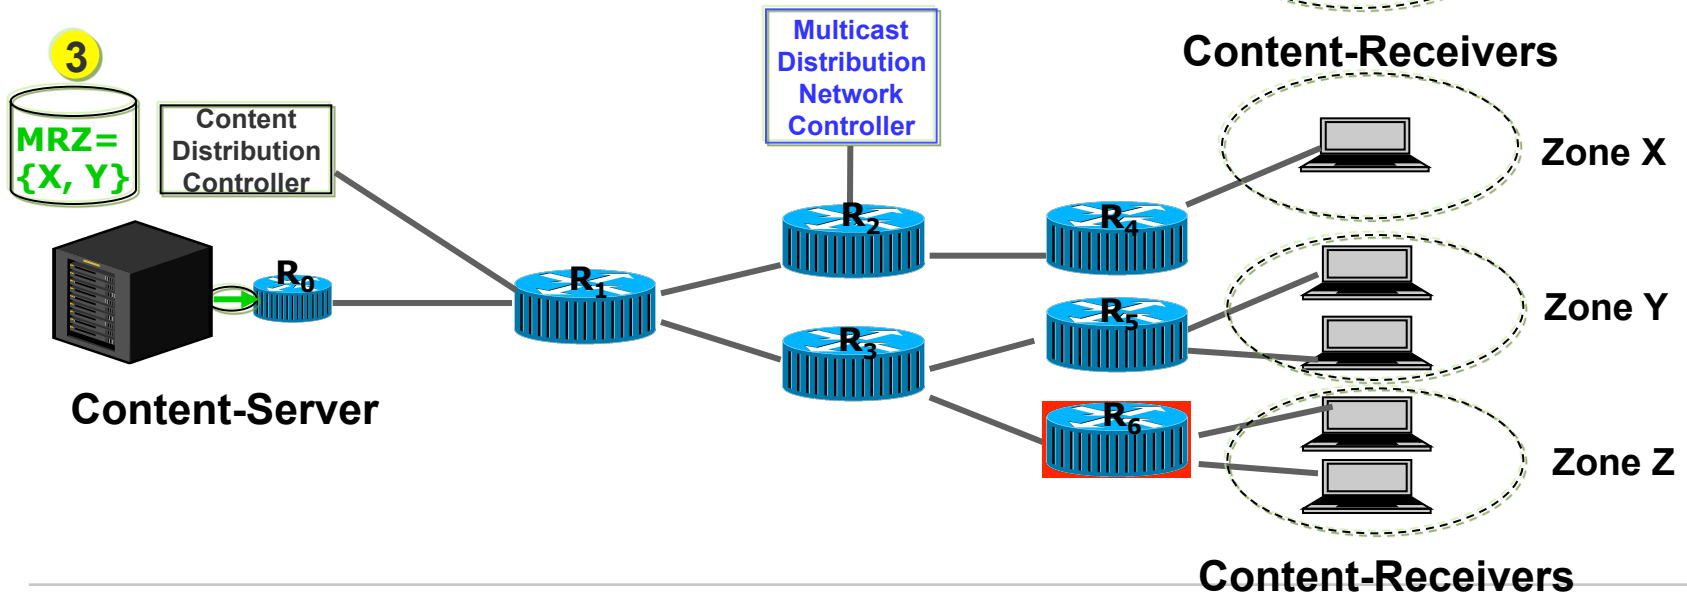 Multicast
Distribution
Network
Controller
Content-Receivers
3
MRZ=
{X, Y}
Content
Distribution
Controller
Zone X
R2
R4
R0
R1
Zone Y
R5
R3
Content-Server
R6
Zone Z
Content-Receivers